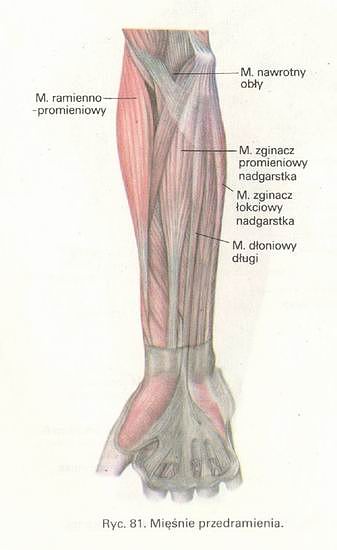 M. nawrotny
obły
M. ramienno-
-promieniowy
M. zginacz
promieniowy
nadgarstka
M. zginacz
łokciowy
nadgarstka
M. dłoniowy
długi
Ryc. 81. Mięśnie przedramienia.